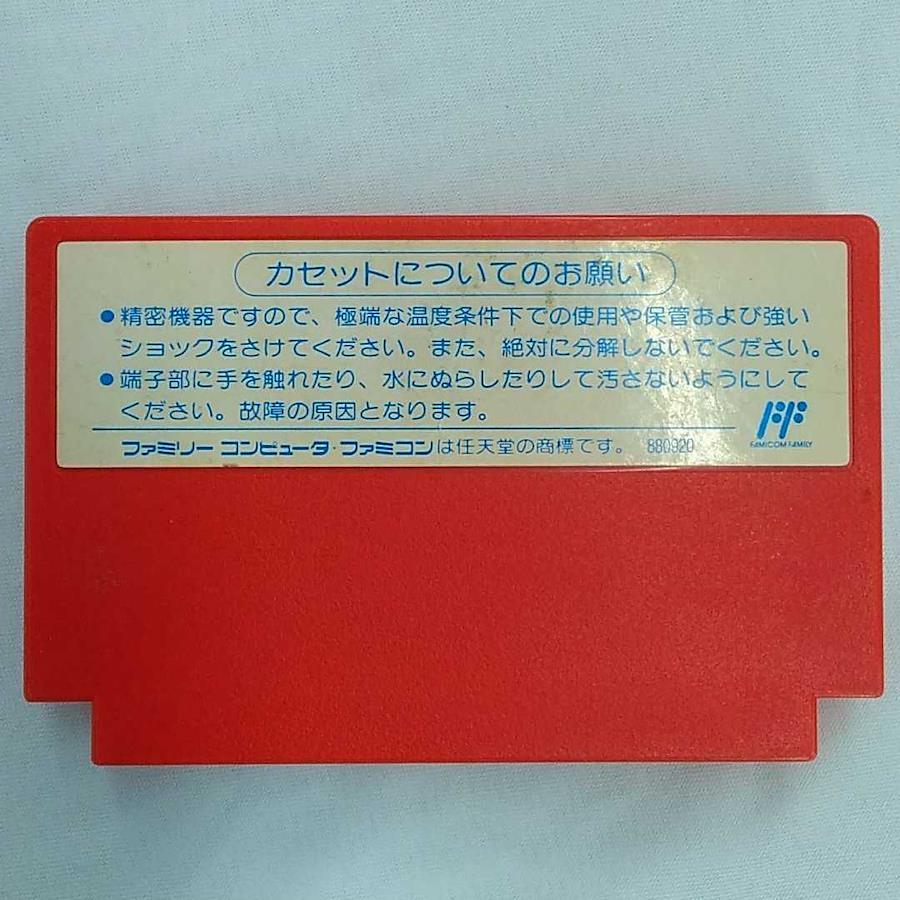 カセットについてのお願い
●精密機器ですので、極端な温度条件下での使用や保管および強い
ショックをさけてください。また、絶対に分解しないでください。
●端子部に手を触れたり、水にぬらしたりして汚さないようにして
ください。故障の原因となります。
FAMICOM FAMILY
ファミリー コンピュータ・ファミコンは任天堂の商標です。 880920